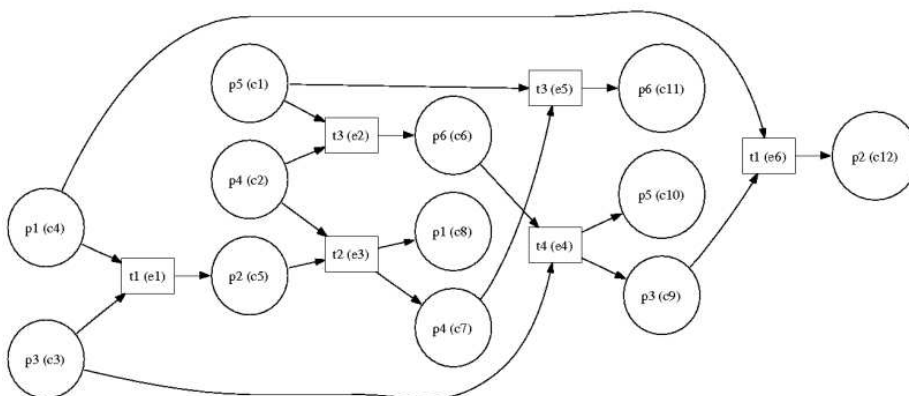 p5 (c1)
t3 (e5)
p6 (c11)
t3 (e2)
p6 (c6)
t1 (e6)
p2 (c12)
p4 (c2)
p5 (c10)
p1 (c4)
p1 (c8)
t4 (e4)
t2 (e3)
t1 (e1)
p2 (c5)
p3 (c9)
p4 (c7)
p3 (c3)